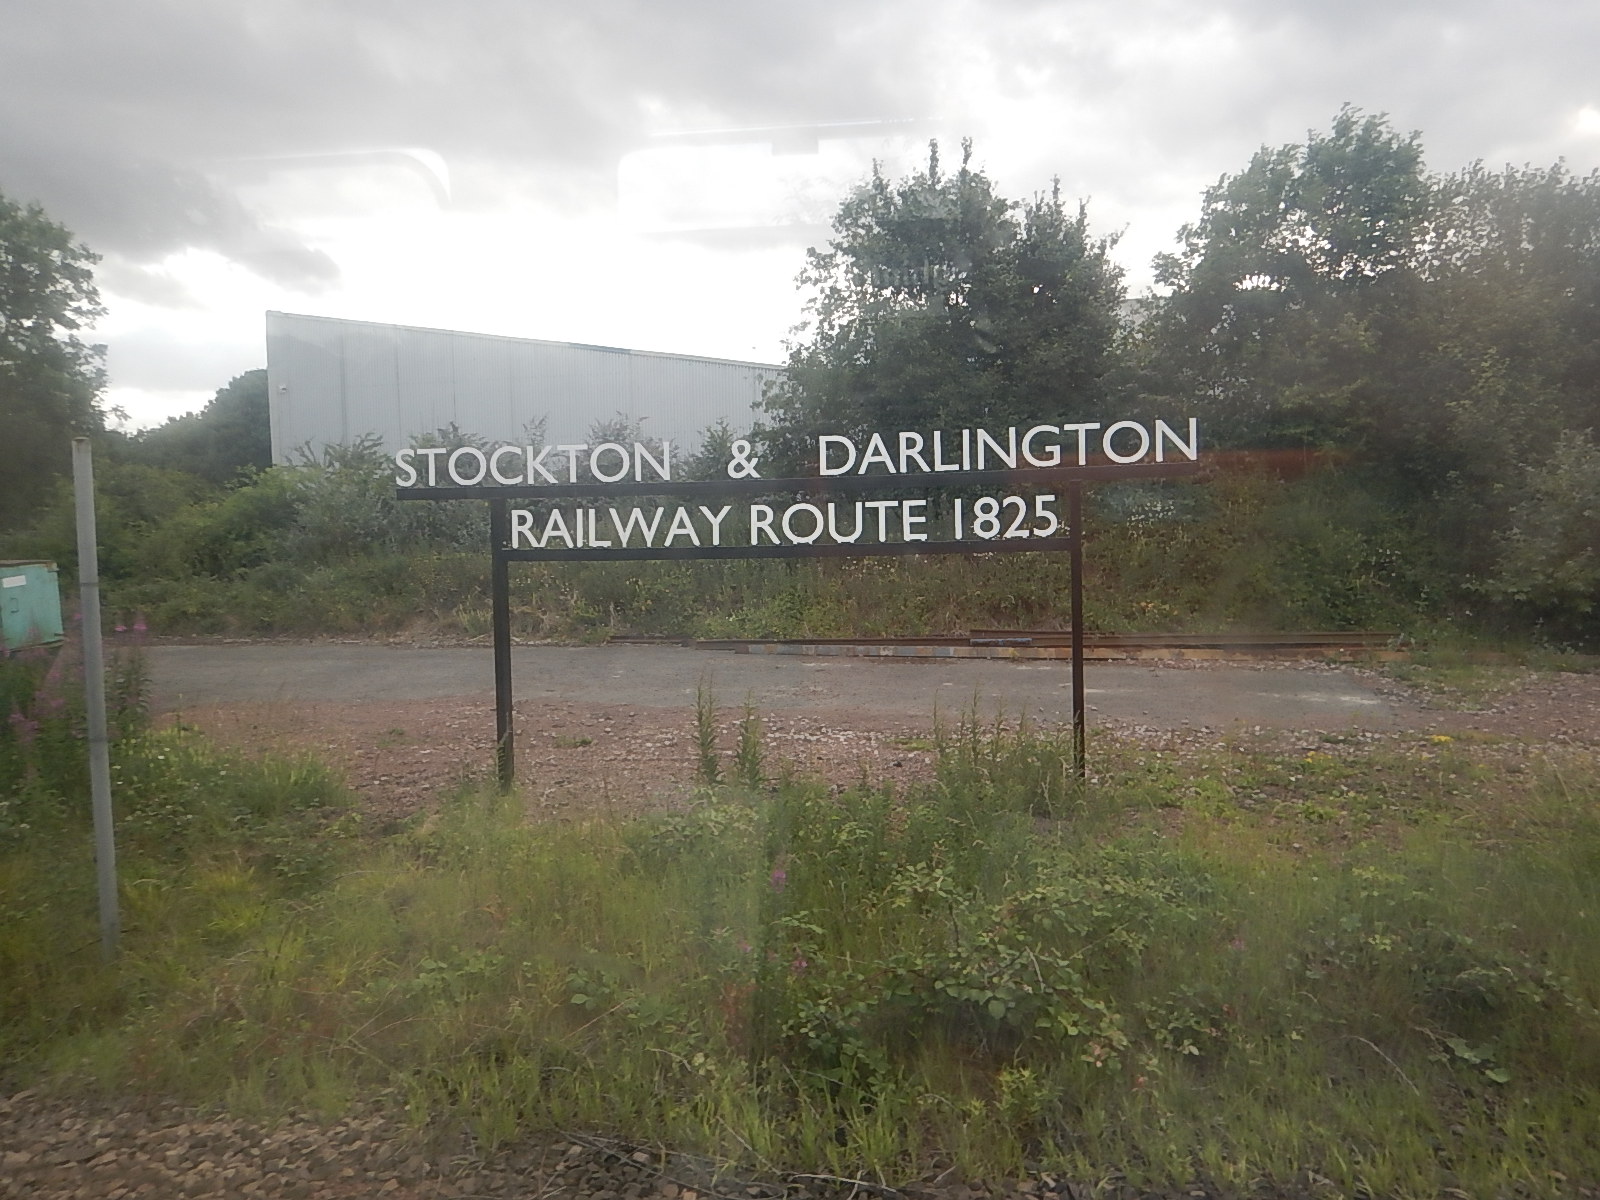 STOCKTON & DARLINGTON
RAILWAY ROUTE 1825